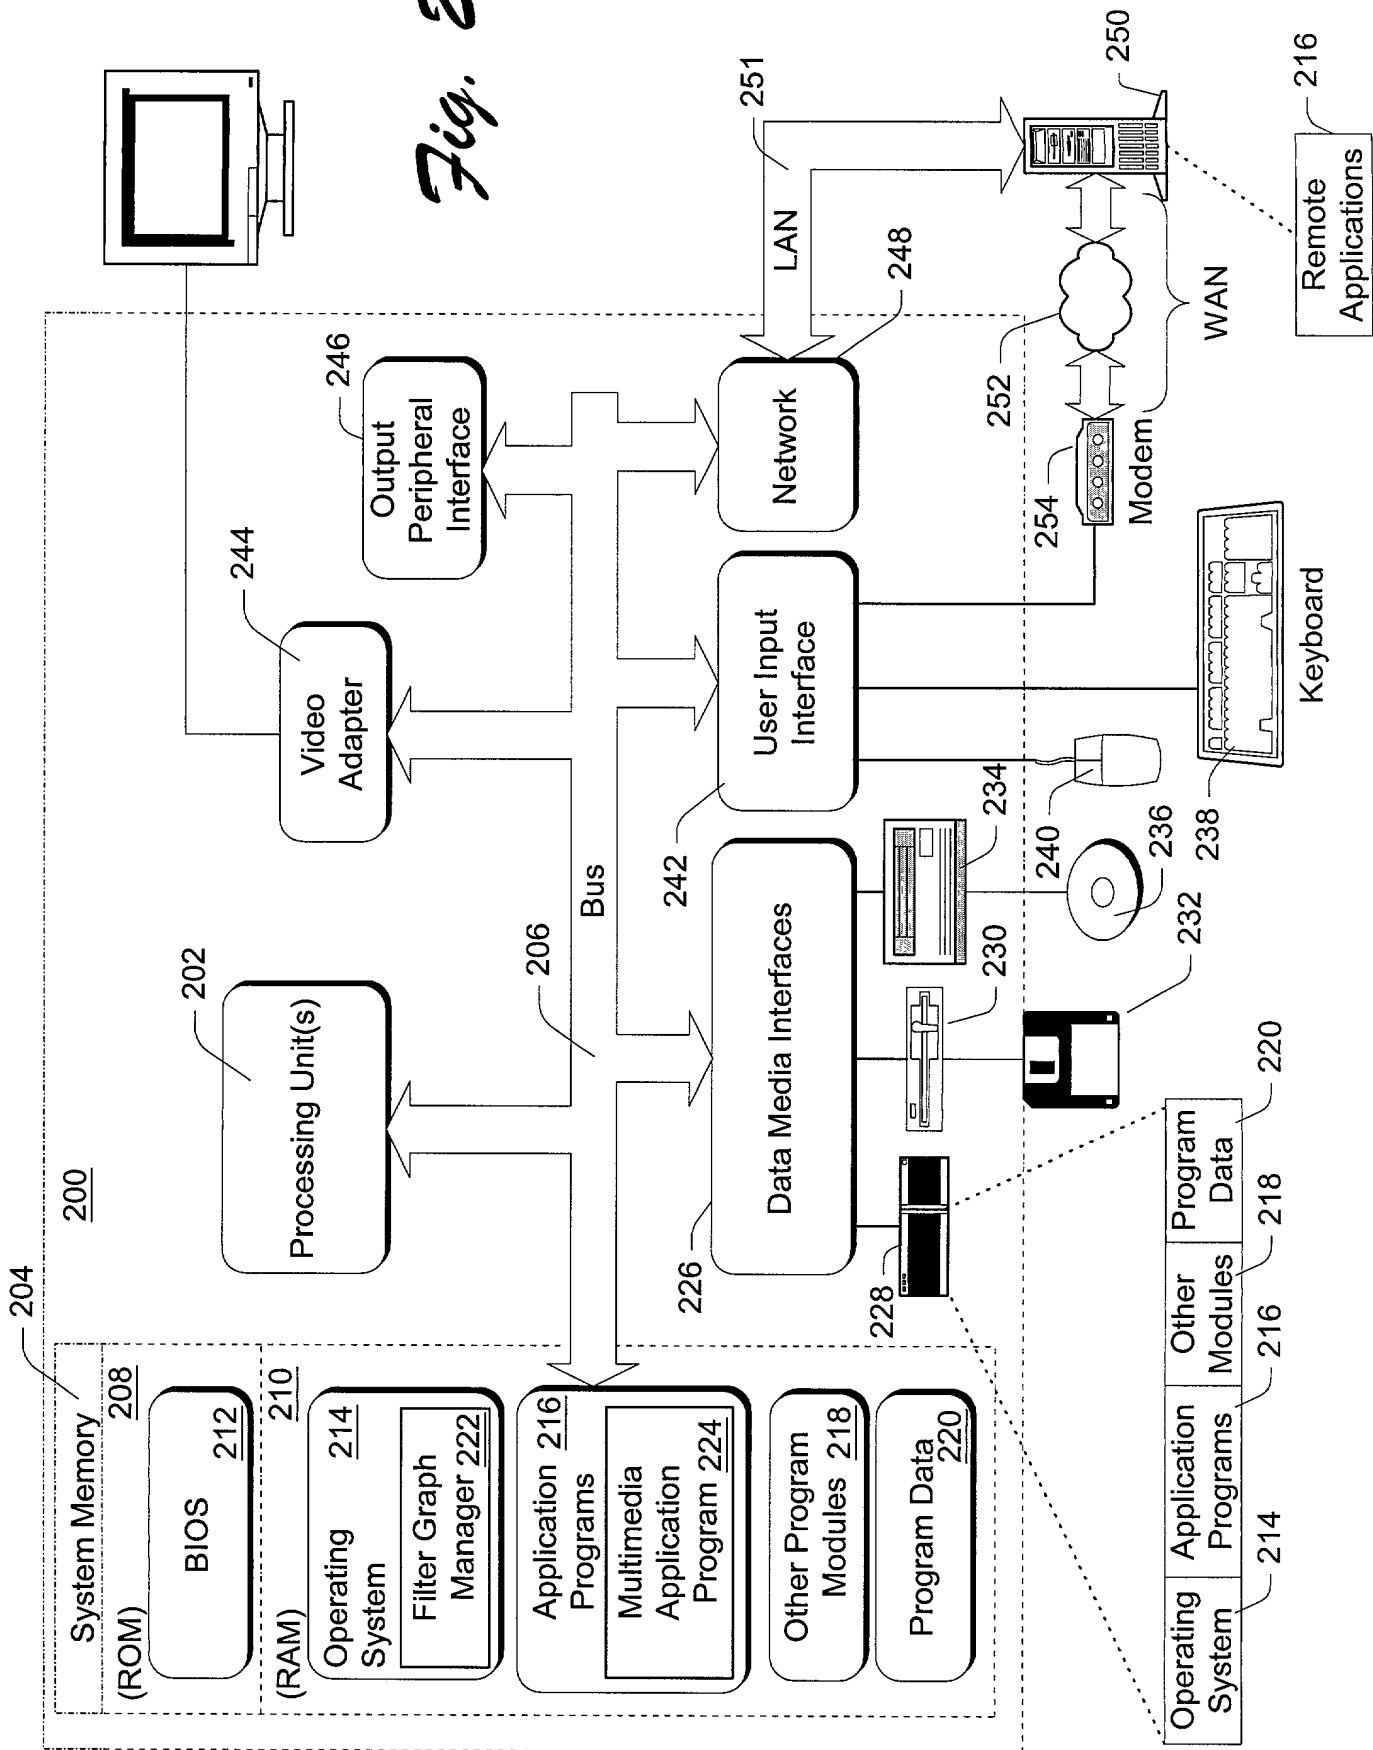 204
System Memory
(ROM)
208
BIOS
212
(RAM)
210
Operating
System
214
Filter Graph
Manager 222
Application 216
Programs
Multimedia
Application
Program 224
Other Program
Modules 218
Program Data
220
200
202
Processing Unit(s)
244
Video
Adapter
246
Output
Peripheral
Interface
Fig. 2
206
Bus
226
Data Media Interfaces
242
User Input
Interface
Network
248
LAN
251
228
230
234
232
236
240
238
Keyboard
254
Modem
252
WAN
250
216
Remote
Applications
Operating
System
Application
Programs
Other
Modules
Program
Data
214
216
218
220